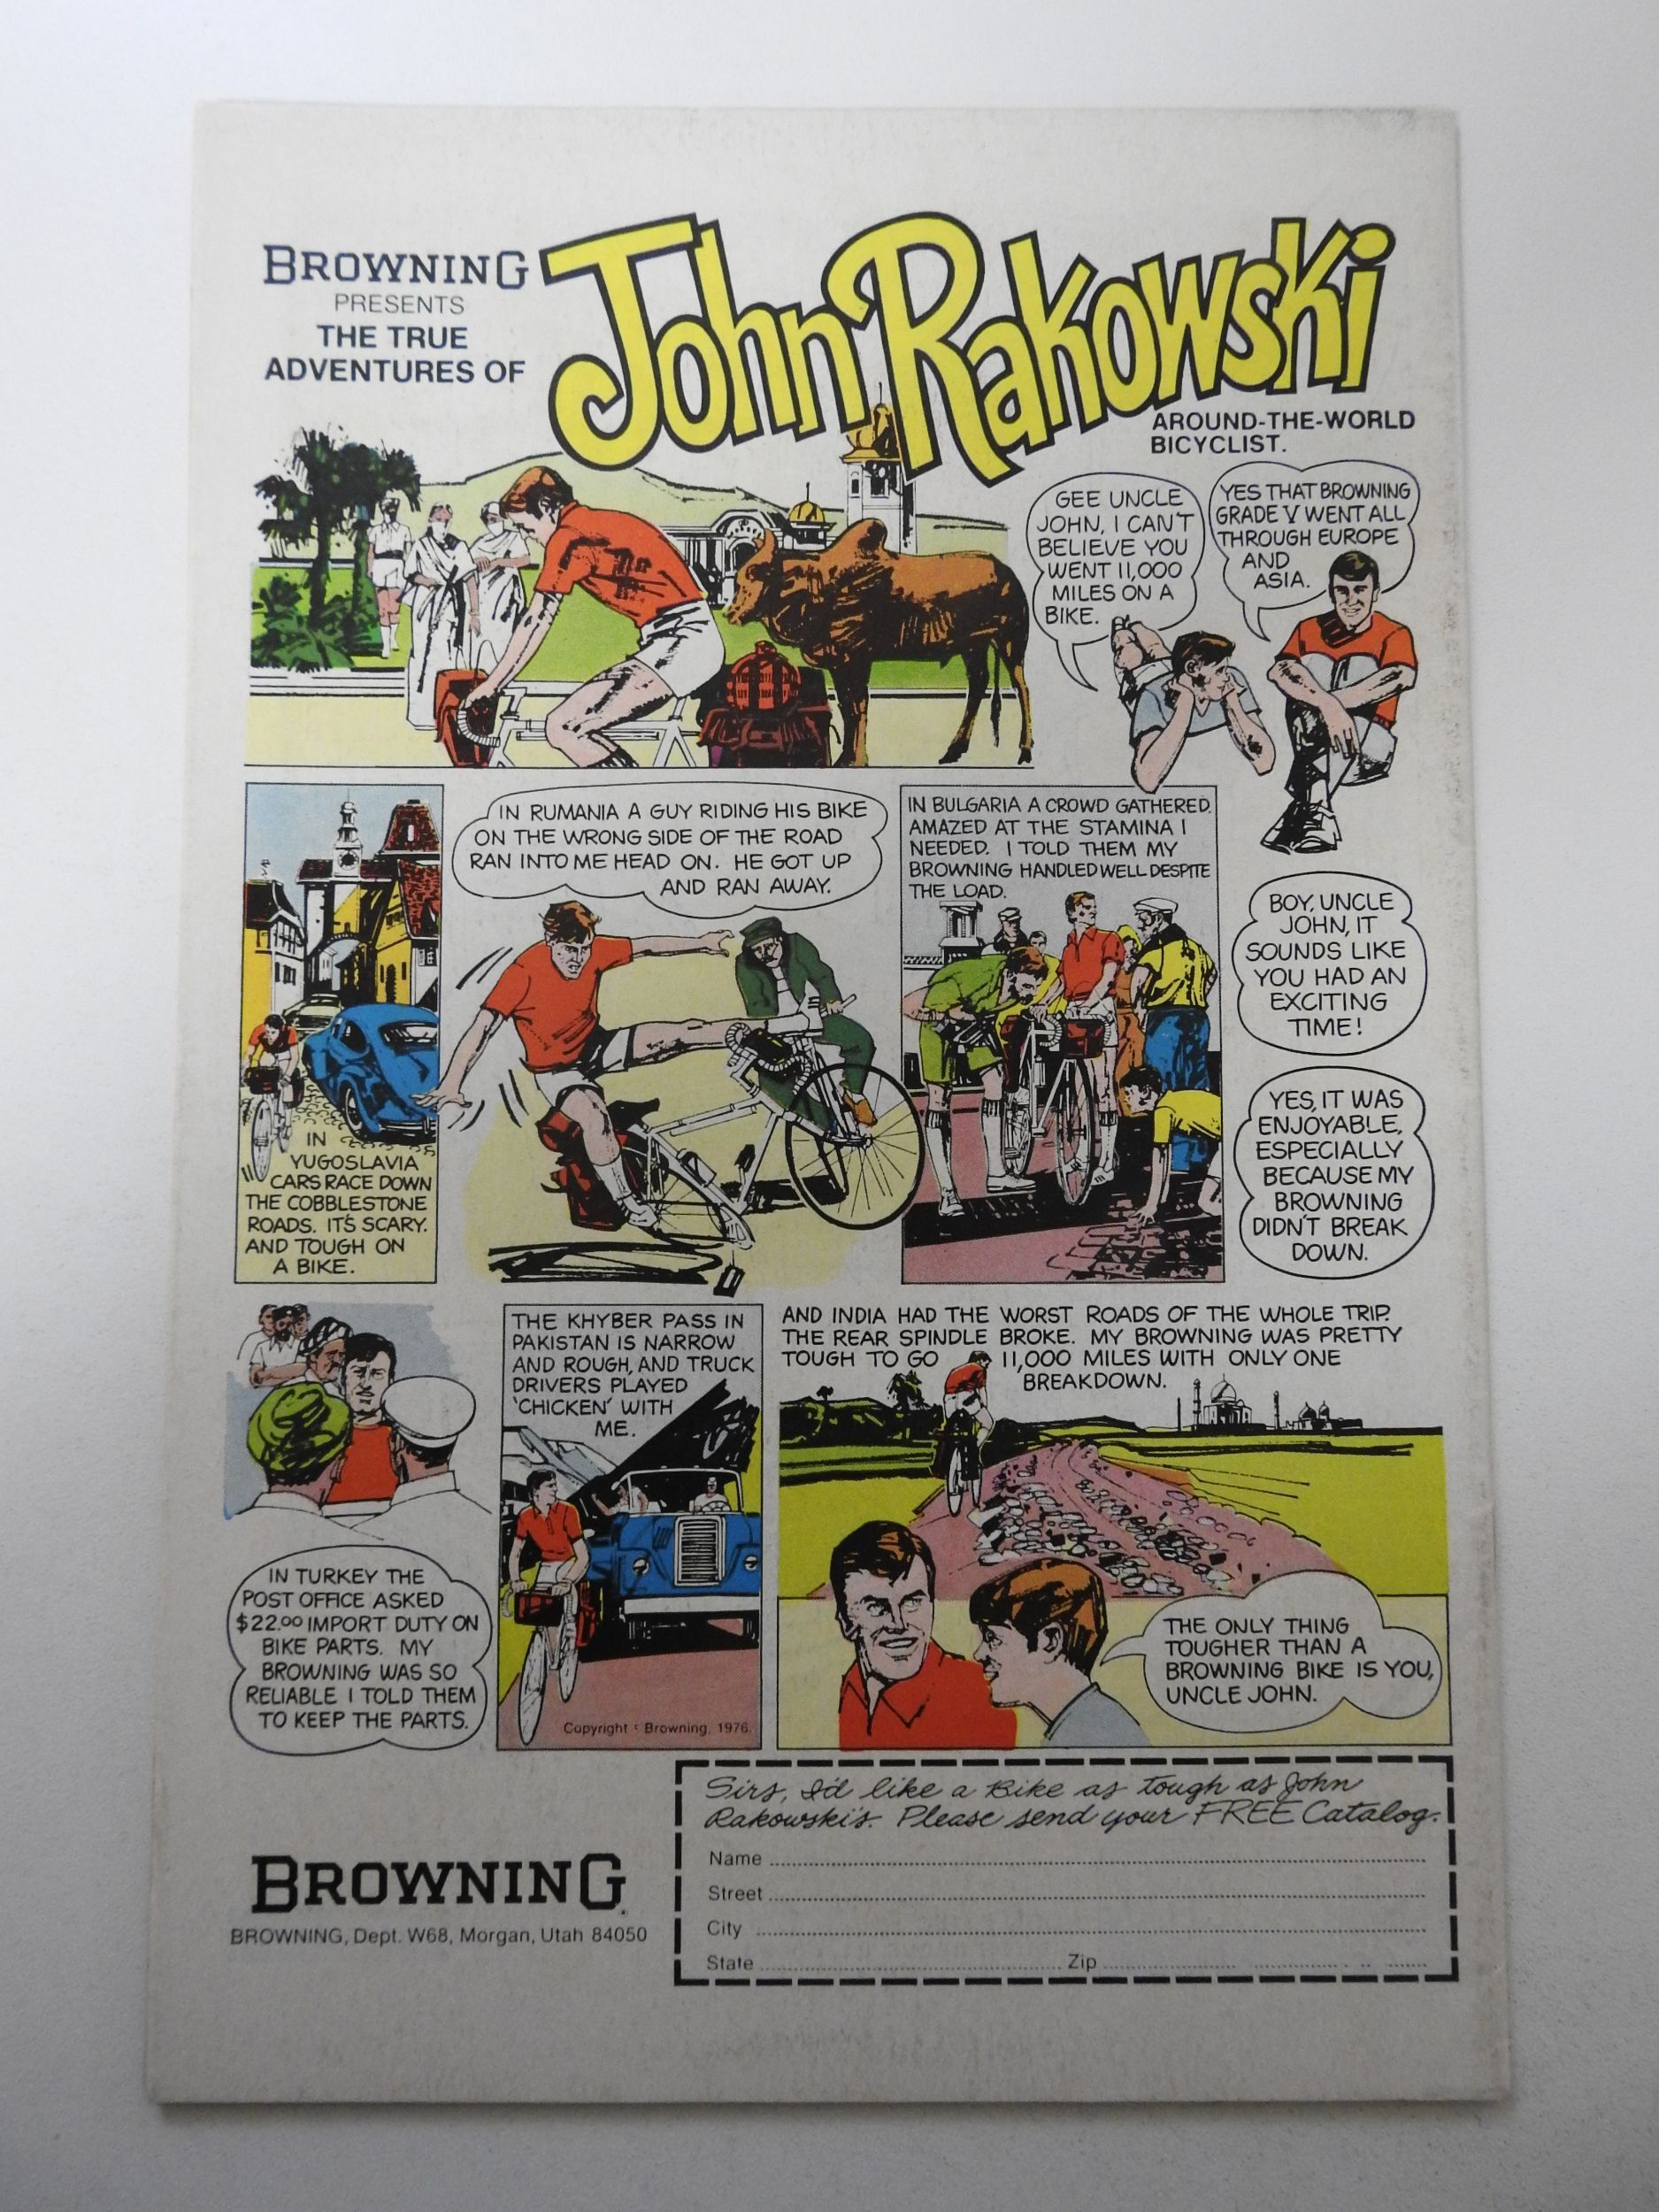 BROWNING
PRESENTS
THE TRUE
ADVENTURES OF
John Rakowski
AROUND-THE-WORLD
BICYCLIST.
GEE UNCLE
JOHN, I CAN'T
BELIEVE YOU
WENT 11,000
MILES ON A
BIKE.
YES THAT BROWNING
GRADE V WENT ALL
THROUGH EUROPE
AND
ASIA.
IN
YUGOSLAVIA
CARS RACE DOWN
THE COBBLESTONE
ROADS. IT'S SCARY.
AND TOUGH ON
A BIKE.
IN RUMANIA A GUY RIDING HIS BIKE
ON THE WRONG SIDE OF THE ROAD
RAN INTO ME HEAD ON. HE GOT UP
AND RAN AWAY.
IN BULGARIA A CROWD GATHERED.
AMAZED AT THE STAMINA I
NEEDED. I TOLD THEM MY
BROWNING HANDLED WELL DESPITE
THE LOAD.
BOY, UNCLE
JOHN, IT
SOUNDS LIKE
YOU HAD AN
EXCITING
TIME!
YES, IT WAS
ENJOYABLE,
ESPECIALLY
BECAUSE MY
BROWNING
DIDN'T BREAK
DOWN.
IN TURKEY THE
POST OFFICE ASKED
$22.00 IMPORT DUTY ON
BIKE PARTS. MY
BROWNING WAS SO
RELIABLE I TOLD THEM
TO KEEP THE PARTS.
THE KHYBER PASS IN
PAKISTAN IS NARROW
AND ROUGH, AND TRUCK
DRIVERS PLAYED
'CHICKEN' WITH
ME.
Copyright © Browning, 1976.
AND INDIA HAD THE WORST ROADS OF THE WHOLE TRIP.
THE REAR SPINDLE BROKE. MY BROWNING WAS PRETTY
TOUGH TO GO 11,000 MILES WITH ONLY ONE
BREAKDOWN.
THE ONLY THING
TOUGHER THAN A
BROWNING BIKE IS YOU,
UNCLE JOHN.
BROWNING.
BROWNING, Dept. W68, Morgan, Utah 84050
Sirs, I'd like a Bike as tough as John
Rakowski's. Please send your FREE Catalog.
Name
Street
City
State Zip